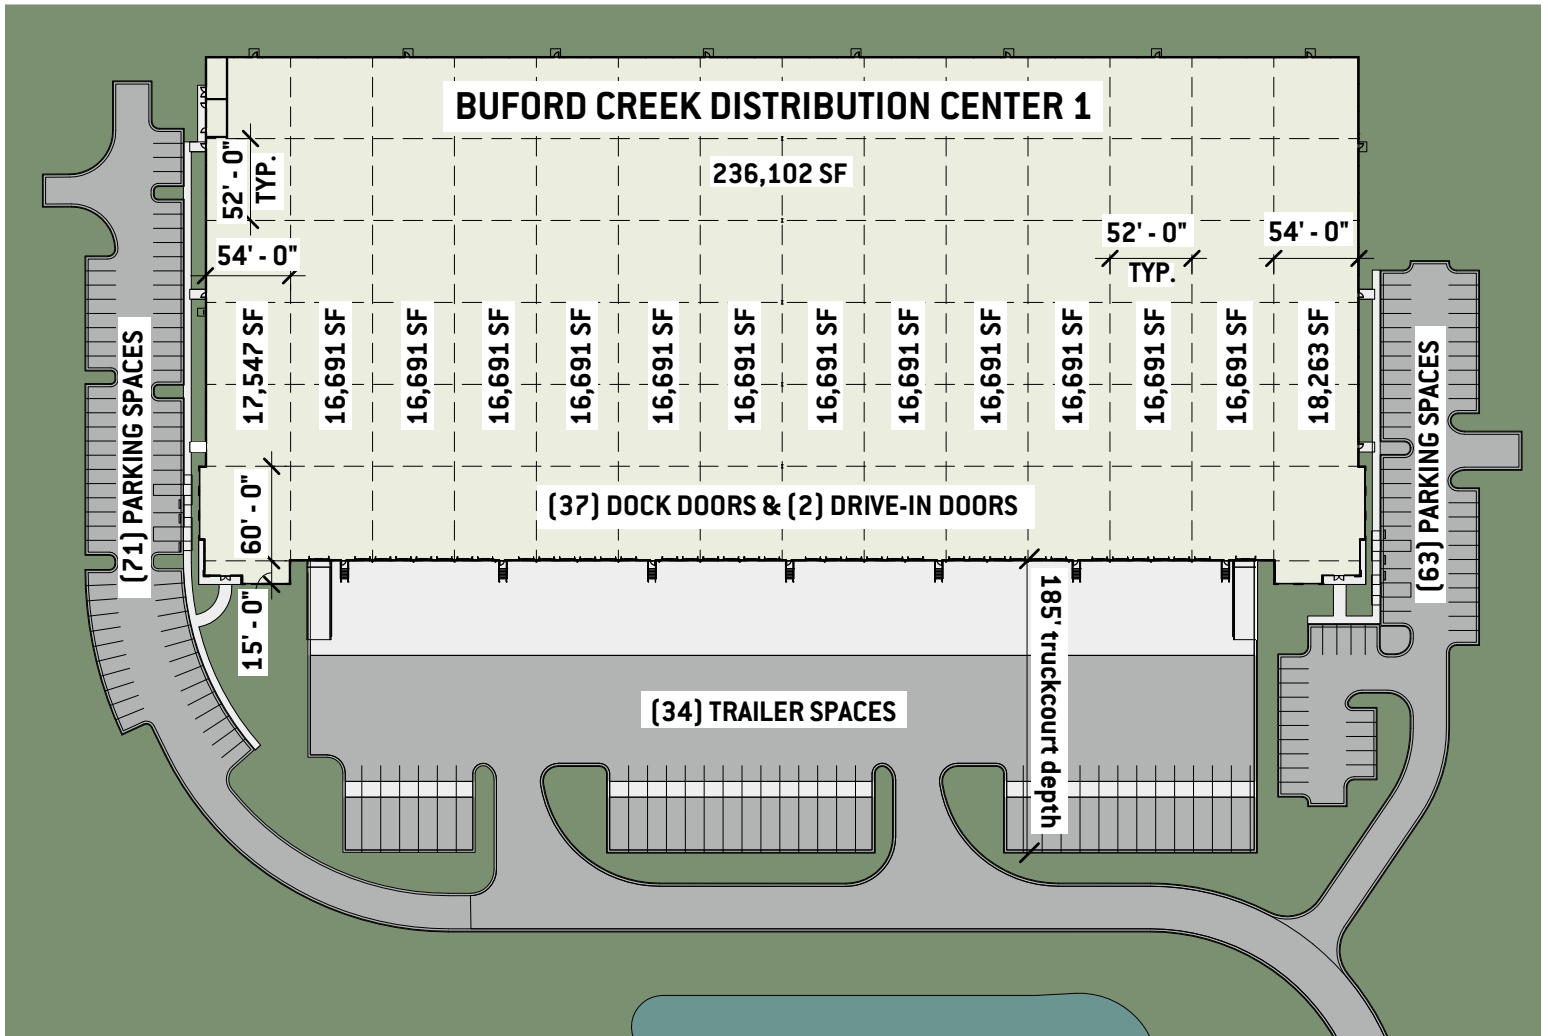 BUFORD CREEK DISTRIBUTION CENTER 1
236,102 SF
52' - 0"
TYP.
54' - 0"
52' - 0"
TYP.
54' - 0"
17,547 SF
16,691 SF
16,691 SF
16,691 SF
16,691 SF
16,691 SF
16,691 SF
16,691 SF
16,691 SF
16,691 SF
16,691 SF
16,691 SF
16,691 SF
18,263 SF
(71) PARKING SPACES
(63) PARKING SPACES
60' - 0"
(37) DOCK DOORS & (2) DRIVE-IN DOORS
15' - 0"
185' truckcourt depth
(34) TRAILER SPACES